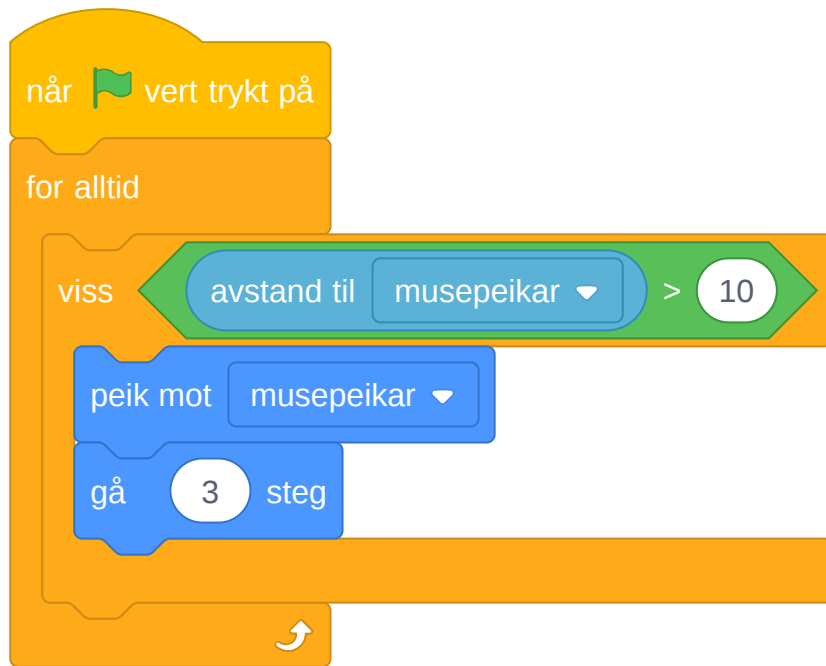 når vert trykt på
for alltid
viss avstand til musepeikar > 10
peik mot musepeikar
gå 3 steg